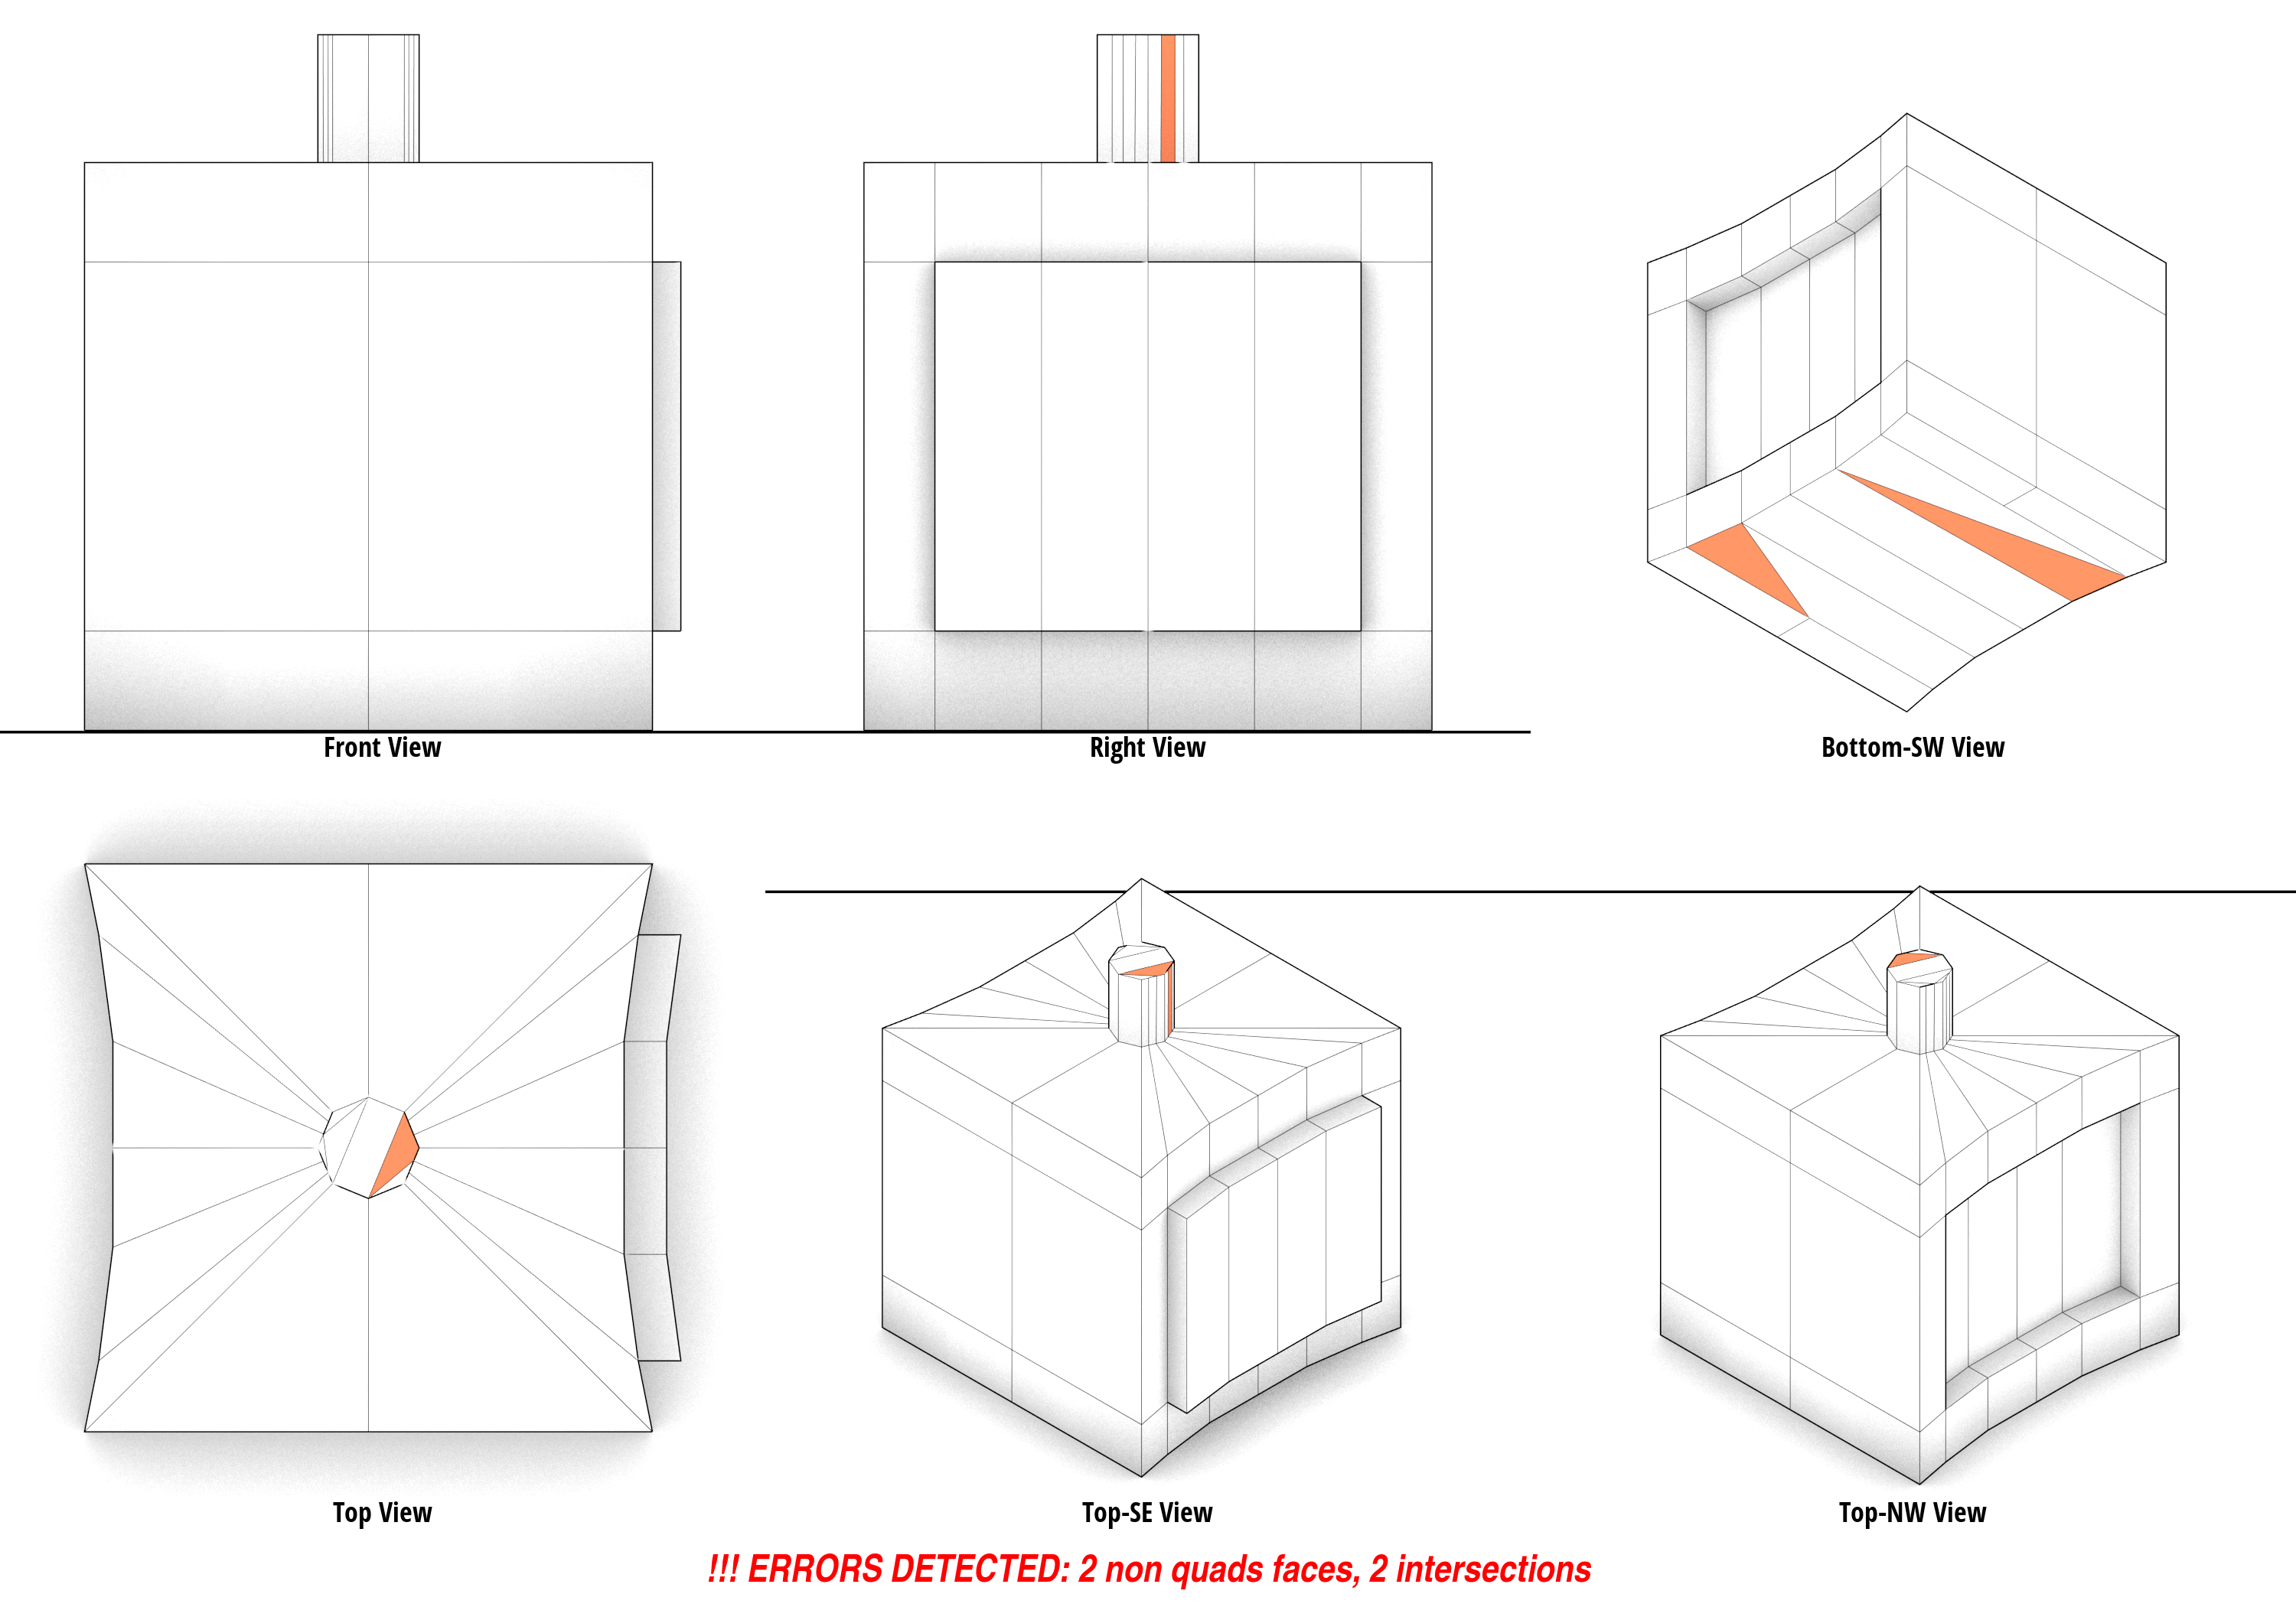 Front View
Right View
Bottom-SW View
Top View
Top-SE View
Top-NW View
!!! ERRORS DETECTED: 2 non quads faces, 2 intersections